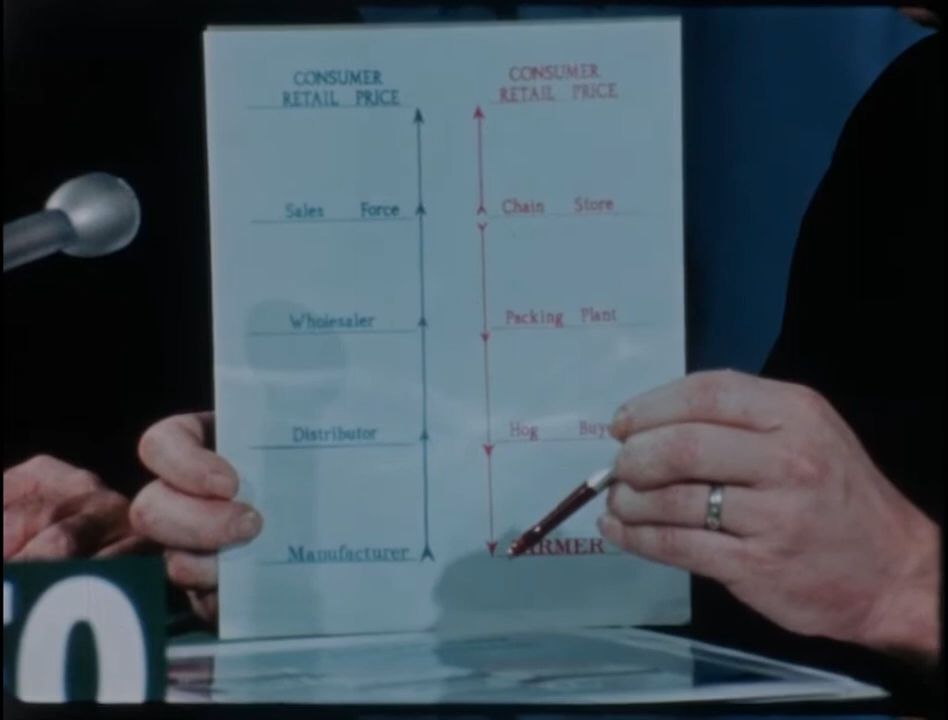 CONSUMER
RETAIL PRICE
Sales Force
Wholesaler
Distributor
Manufacturer
CONSUMER
RETAIL PRICE
Chain Store
Packing Plant
Hog